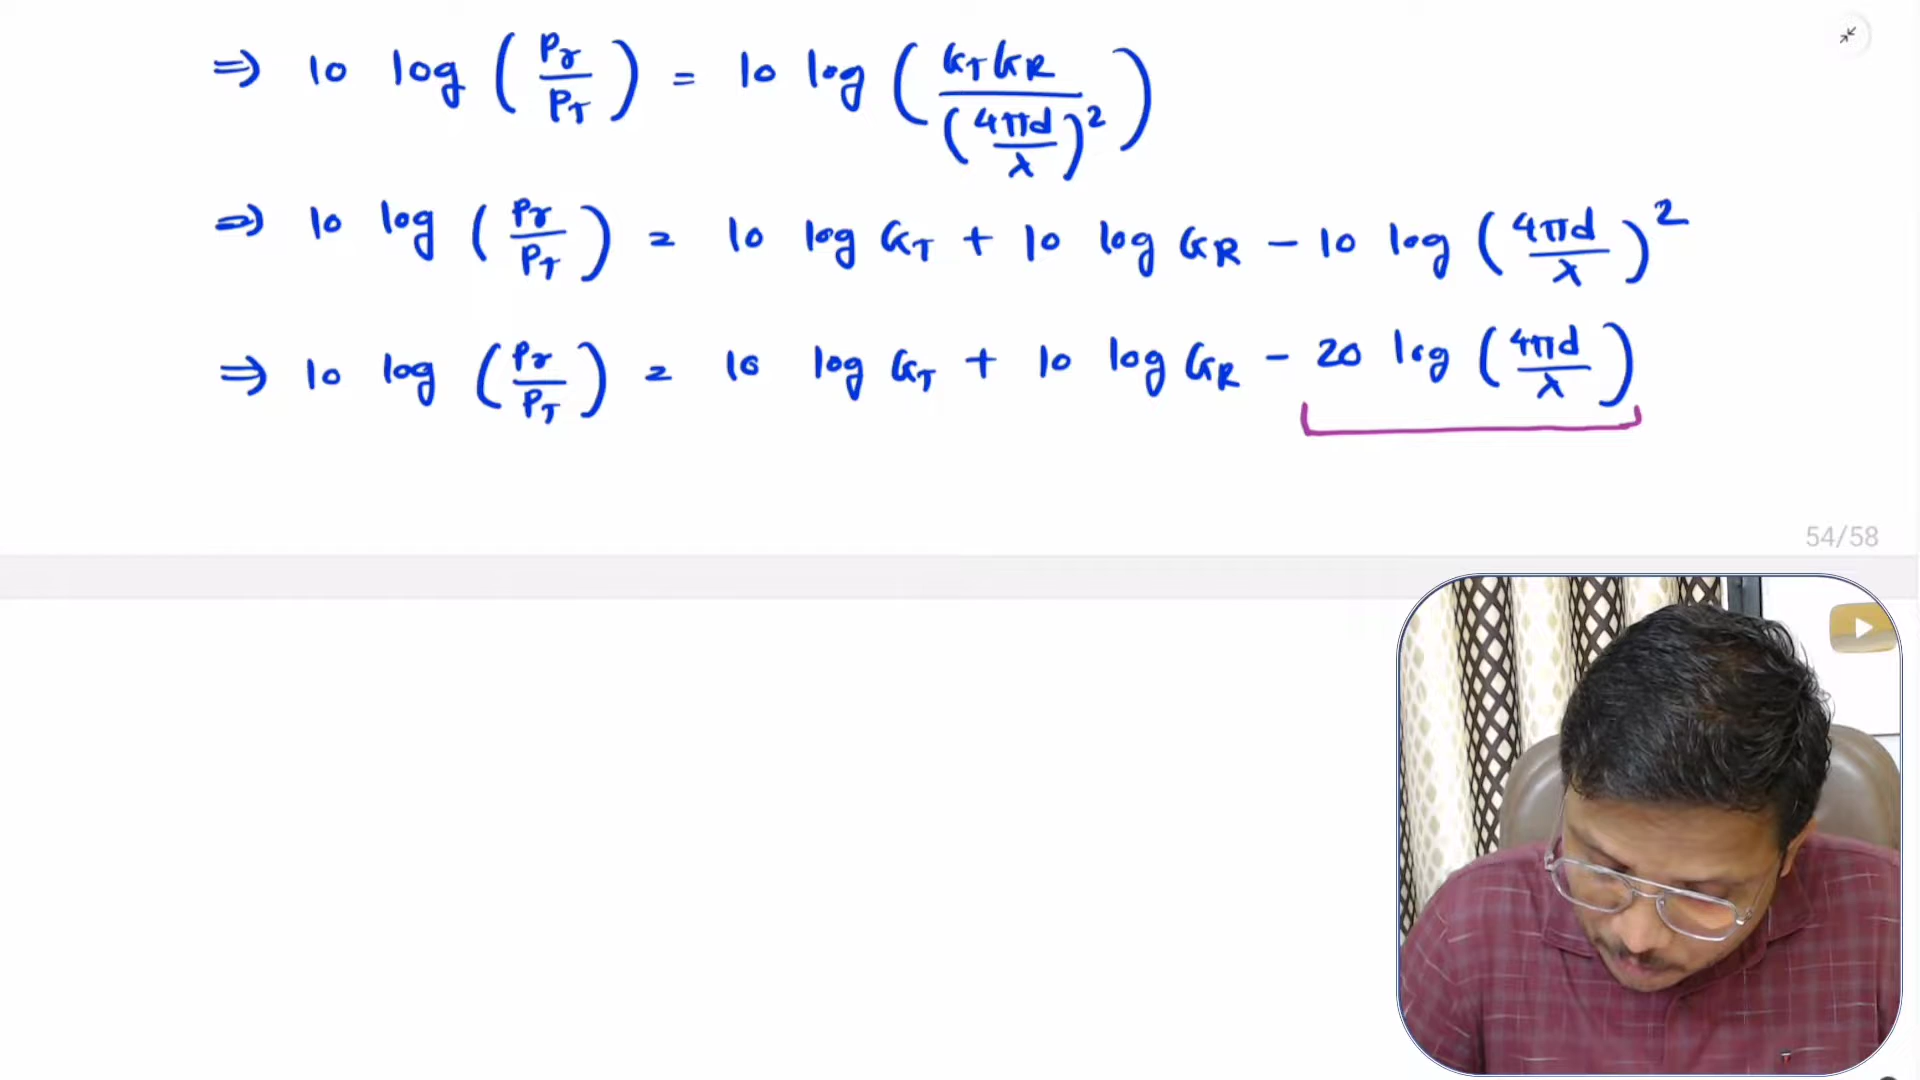 ⇒ 10 log (Pr/PT) = 10 log (GTGR/(4πd/λ)²)
⇒ 10 log (Pr/PT) = 10 log GT + 10 log GR − 10 log (4πd/λ)²
⇒ 10 log (Pr/PT) = 10 log GT + 10 log GR − 20 log (4πd/λ)
54/58